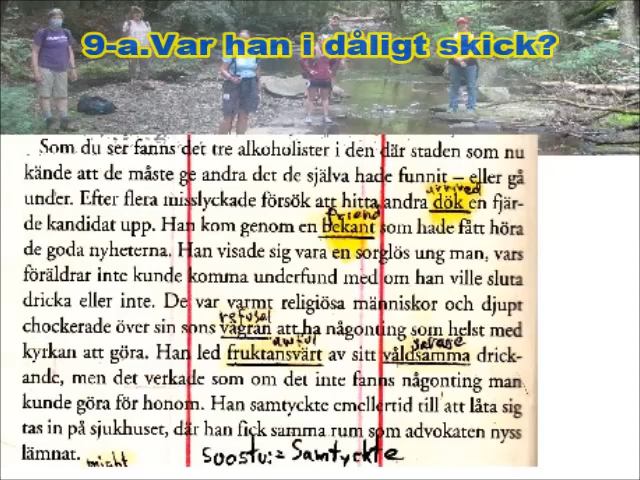 9-a.Var han i dåligt skick?
Som du ser fanns det tre alkoholister i den där staden som nu
kände att de måste ge andra det de själva hade funnit – eller gå
arrived
under. Efter flera misslyckade försök att hitta andra dök en fjär-
friend
de kandidat upp. Han kom genom en bekant som hade fått höra
de goda nyheterna. Han visade sig vara en sorglös ung man, vars
föräldrar inte kunde komma underfund med om han ville sluta
dricka eller inte. De var varmt religiösa människor och djupt
refusal
chockerade över sin sons vägran att ha någonting som helst med
awful savage
kyrkan att göra. Han led fruktansvärt av sitt våldsamma drick-
ande, men det verkade som om det inte fanns någonting man
kunde göra för honom. Han samtyckte emellertid till att låta sig
tas in på sjukhuset, där han fick samma rum som advokaten nyss
lämnat.
might suostui= Samtyckte